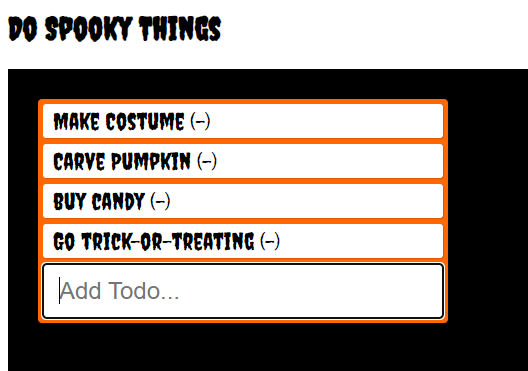 DO SPOOKY THINGS
MAKE COSTUME (-)
CARVE PUMPKIN (-)
BUY CANDY (-)
GO TRICK-OR-TREATING (-)
Add Todo...